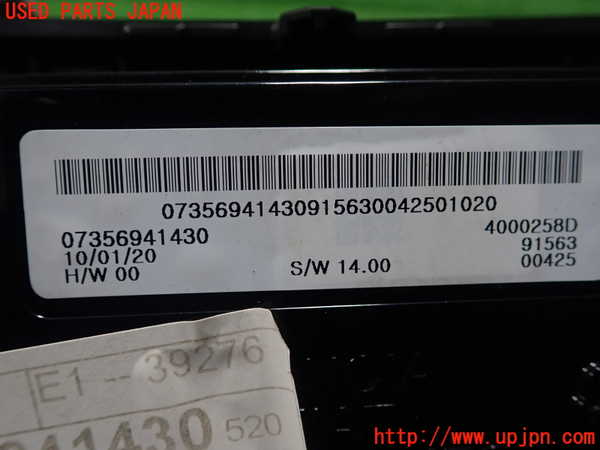 USED PARTS JAPAN
07356941430915630042501020
07356941430
4000258D
10/01/20
91563
H/W 00
S/W 14.00
00425
E1 -- 39276
941430 520
http://www.upjpn.com/